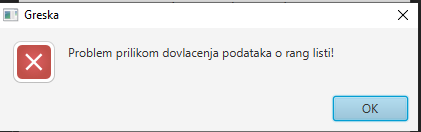 Greska
Problem prilikom dovlacenja podataka o rang listi!
OK